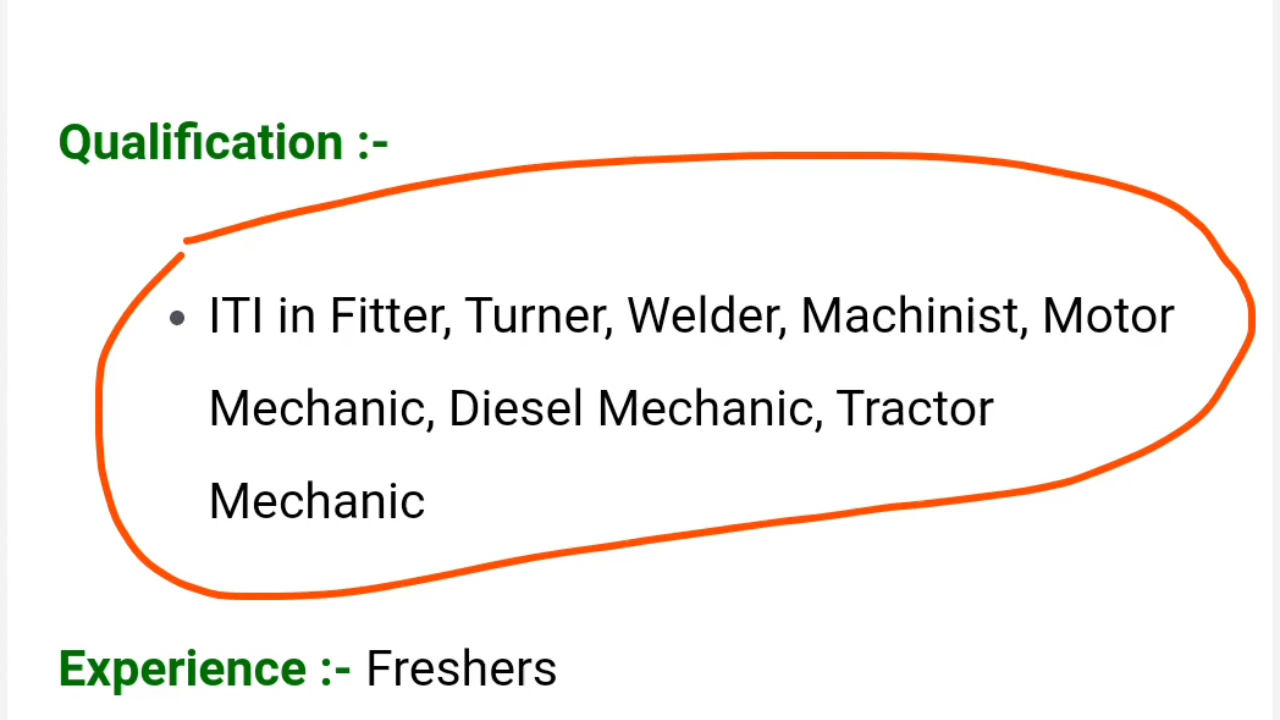 Qualification :-
• ITI in Fitter, Turner, Welder, Machinist, Motor
Mechanic, Diesel Mechanic, Tractor
Mechanic
Experience :- Freshers